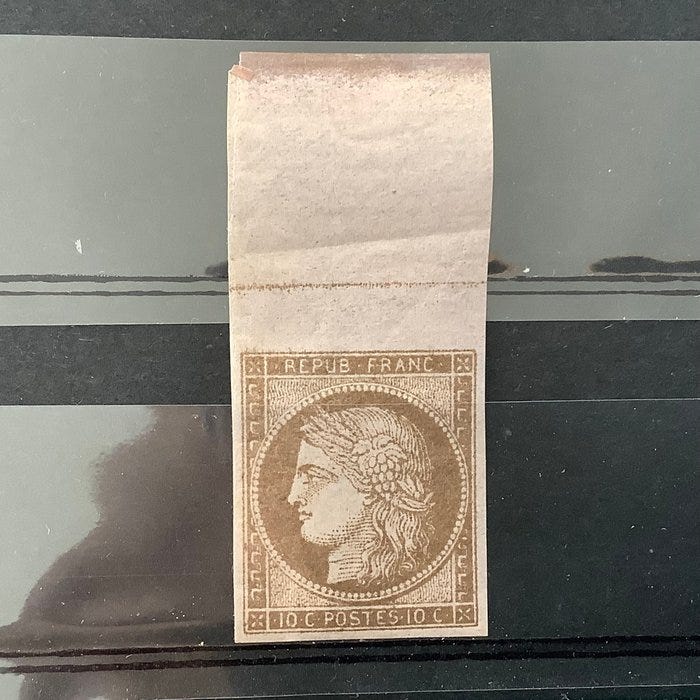 REPUB · FRANC ·
· 10 C · POSTES · 10 C ·